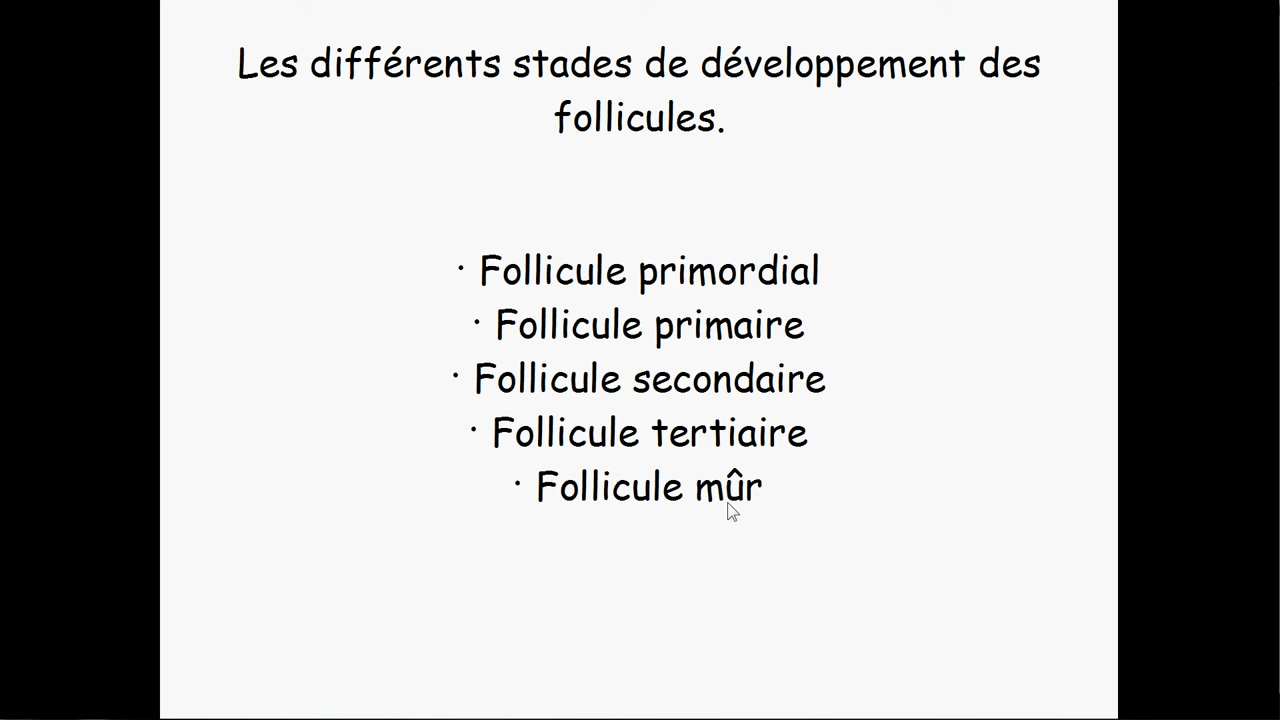 Les différents stades de développement des
follicules.
· Follicule primordial
· Follicule primaire
· Follicule secondaire
· Follicule tertiaire
· Follicule mûr